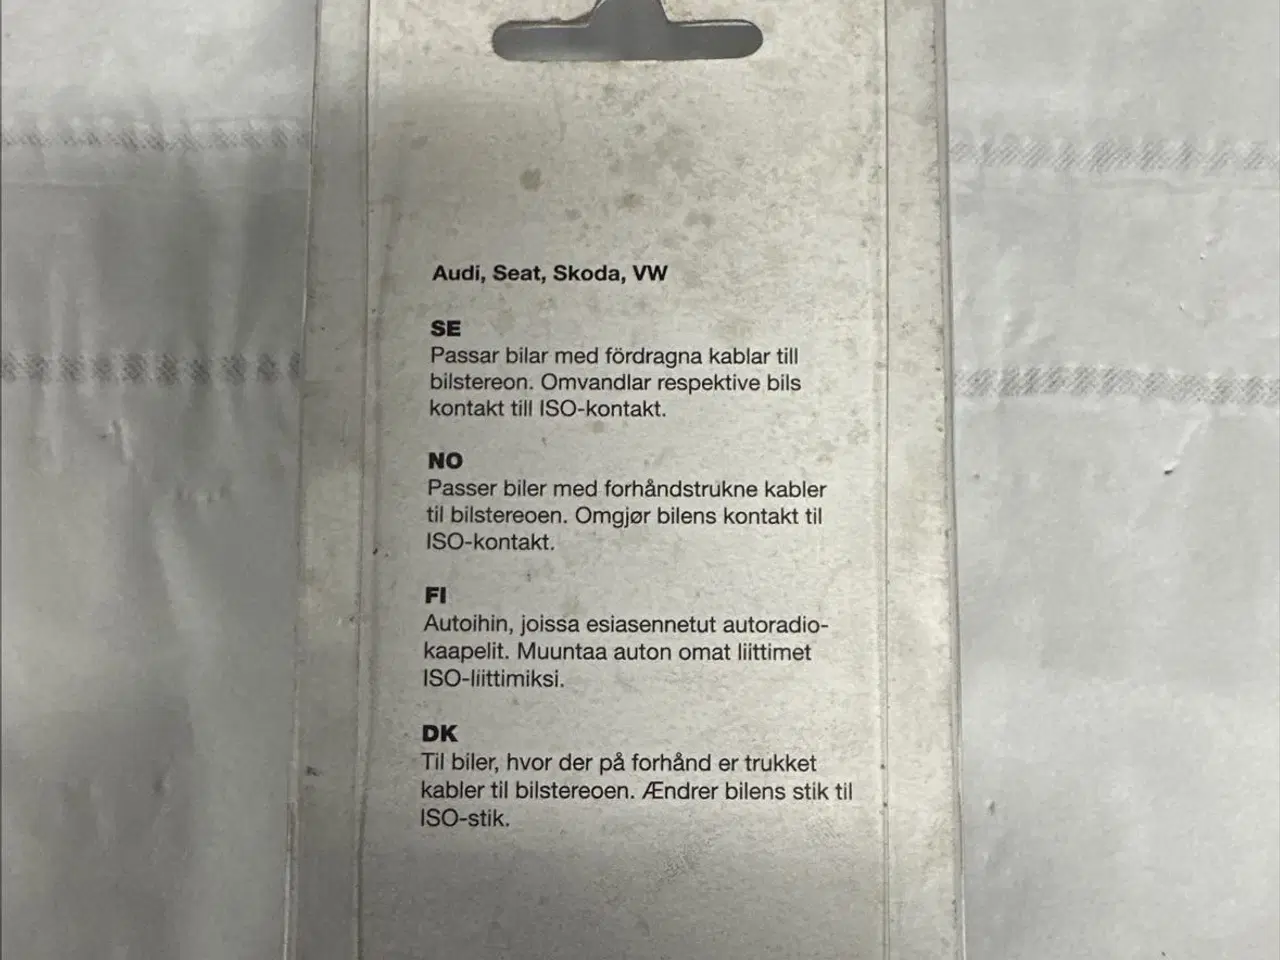 Audi, Seat, Skoda, VW
SE
Passar bilar med fördragna kablar till
bilstereon. Omvandlar respektive bils
kontakt till ISO-kontakt.
NO
Passer biler med forhåndstrukne kabler
til bilstereoen. Omgjør bilens kontakt til
ISO-kontakt.
FI
Autoihin, joissa esiasennetut autoradio-
kaapelit. Muuntaa auton omat liittimet
ISO-liittimiksi.
DK
Til biler, hvor der på forhånd er trukket
kabler til bilstereoen. Ændrer bilens stik til
ISO-stik.